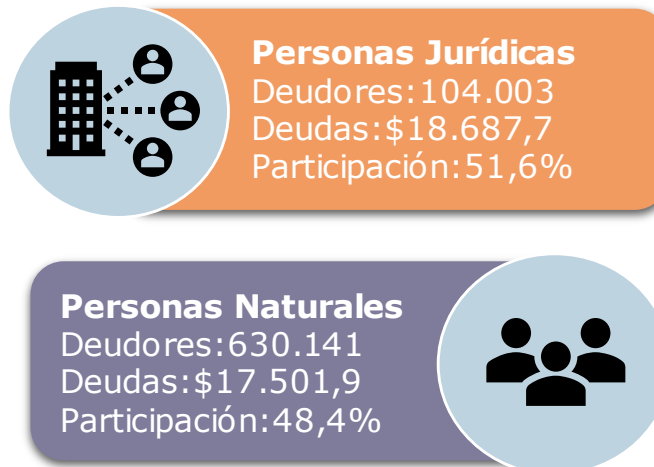 Personas Jurídicas
Deudores:104.003
Deudas:$18.687,7
Participación:51,6%
Personas Naturales
Deudores:630.141
Deudas:$17.501,9
Participación:48,4%